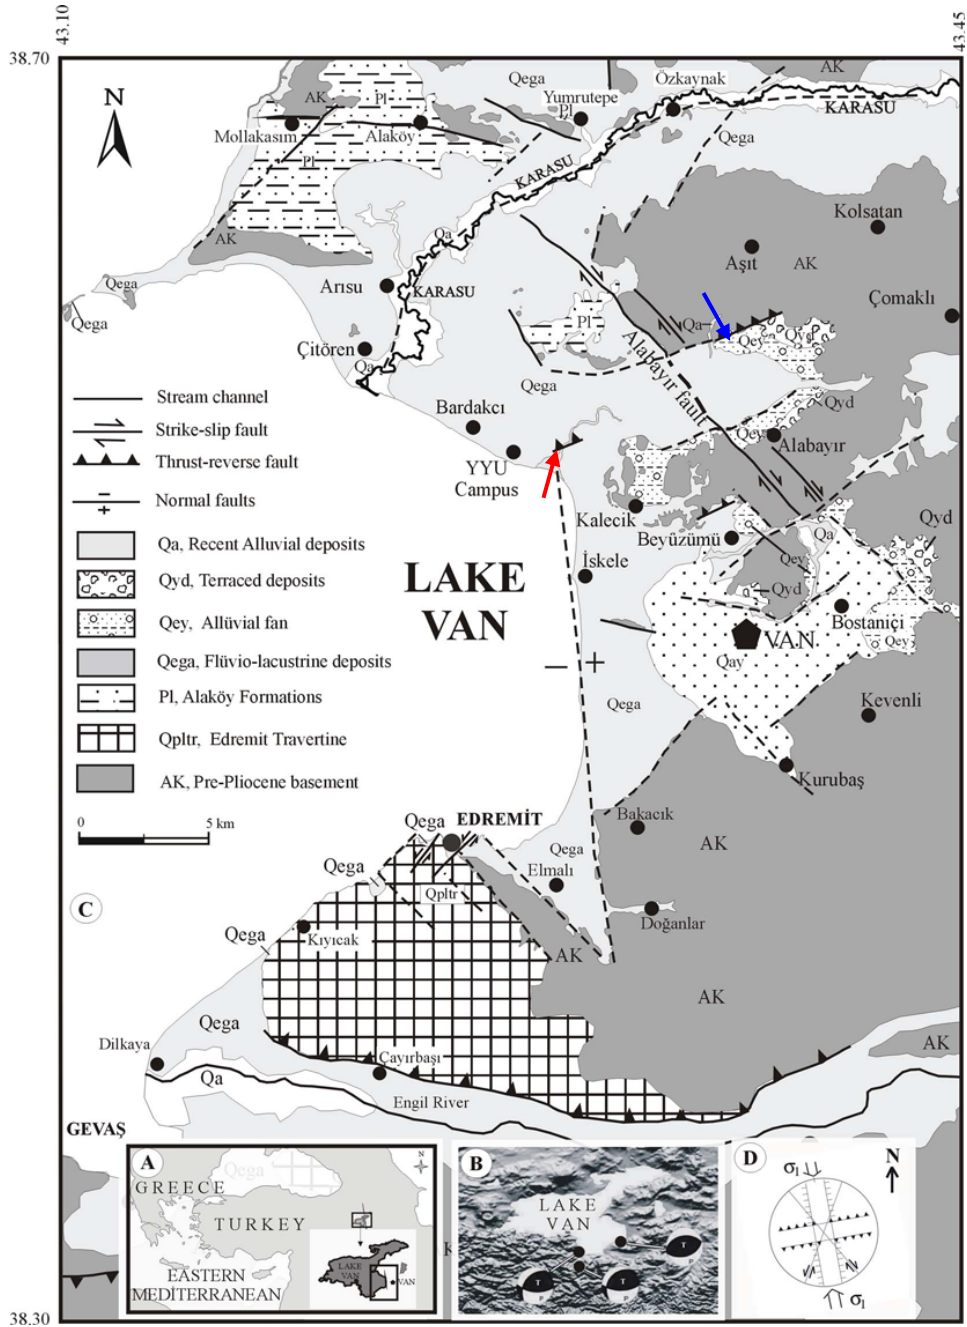 43.10
43.45
38.70
N
AK
Pl
Mollakasım
Alaköy
Pl
AK
Qega
Yumrutepe
Pl
Özkaynak
AK
KARASU
Qega
KARASU
Qa
Kolsatan
Aşıt
AK
Qega
Qega
Arısu
KARASU
Çomaklı
Pl
Qa
Qey
Qyd
Çitören
Qa
Qega
Alabayır fault
Qyd
Bardakcı
Qey
Alabayır
YYU
Campus
Kalecik
Beyüzümü
Qa
Qyd
Qey
İskele
Qyd
Bostaniçi
VAN
Qay
Qey
LAKE
VAN
Qega
Kevenli
Kurubaş
Stream channel
Strike-slip fault
Thrust-reverse fault
− +
Normal faults
Qa, Recent Alluvial deposits
Qyd, Terraced deposits
Qey, Allüvial fan
Qega, Flüvio-lacustrine deposits
Pl, Alaköy Formations
Qpltr, Edremit Travertine
AK, Pre-Pliocene basement
0
5 km
− +
Qega
EDREMİT
Bakacık
AK
Qega
Qega
Elmalı
Qpltr
C
Doğanlar
Qega
Kıyıcak
AK
AK
Qega
Dilkaya
Çayırbaşı
AK
Qa
Engil River
GEVAŞ
A
N
Qega
GREECE
TURKEY
LAKE
VAN
VAN
EASTERN
MEDITERRANEAN
B
LAKE
VAN
T
P
T
P
T
P
D
N
σ1
σ1
38.30